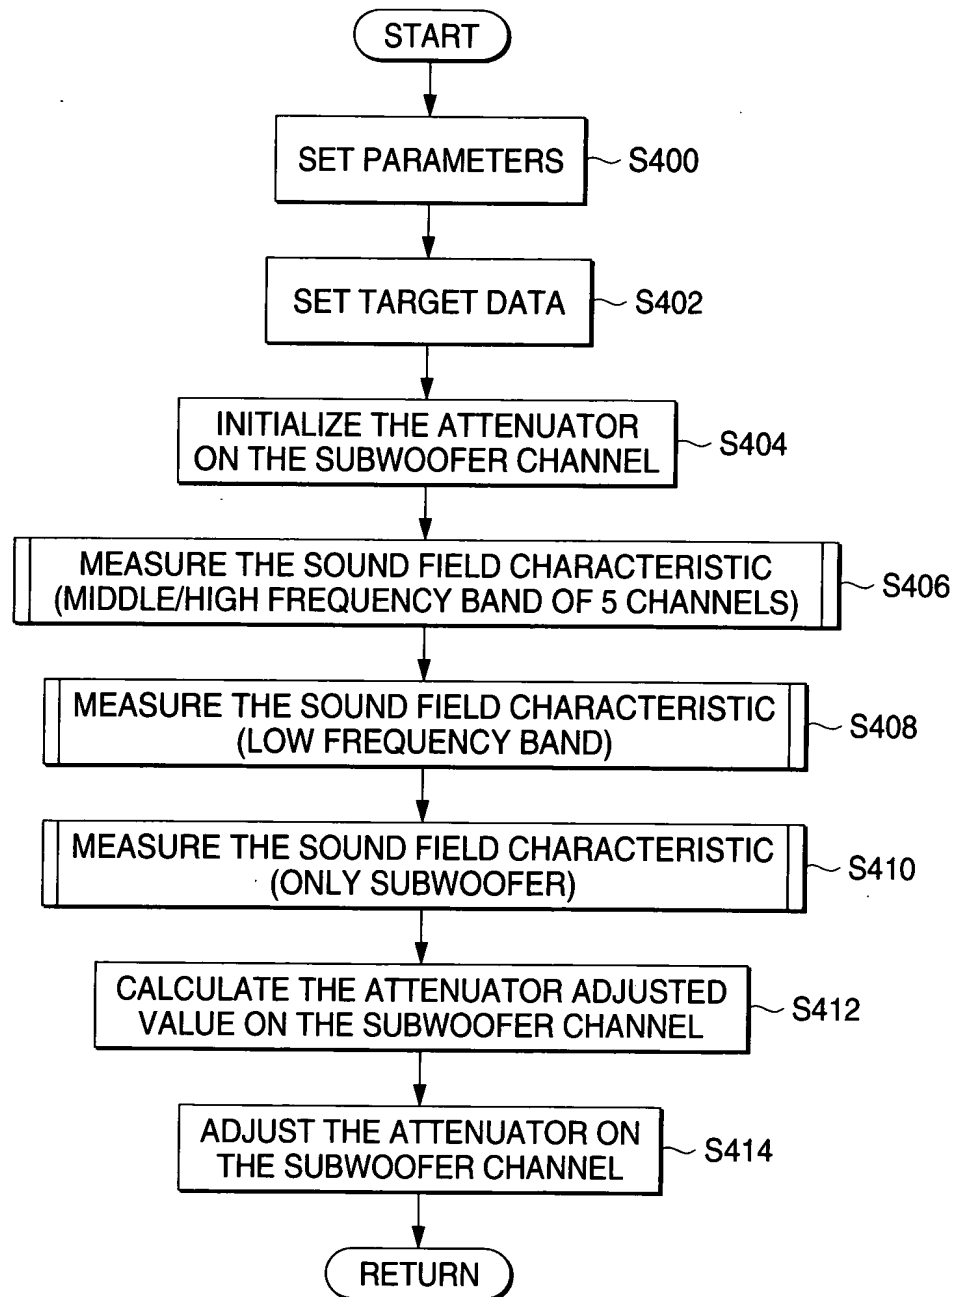 START
SET PARAMETERS
S400
SET TARGET DATA
S402
INITIALIZE THE ATTENUATOR
ON THE SUBWOOFER CHANNEL
S404
MEASURE THE SOUND FIELD CHARACTERISTIC
(MIDDLE/HIGH FREQUENCY BAND OF 5 CHANNELS)
S406
MEASURE THE SOUND FIELD CHARACTERISTIC
(LOW FREQUENCY BAND)
S408
MEASURE THE SOUND FIELD CHARACTERISTIC
(ONLY SUBWOOFER)
S410
CALCULATE THE ATTENUATOR ADJUSTED
VALUE ON THE SUBWOOFER CHANNEL
S412
ADJUST THE ATTENUATOR ON
THE SUBWOOFER CHANNEL
S414
RETURN